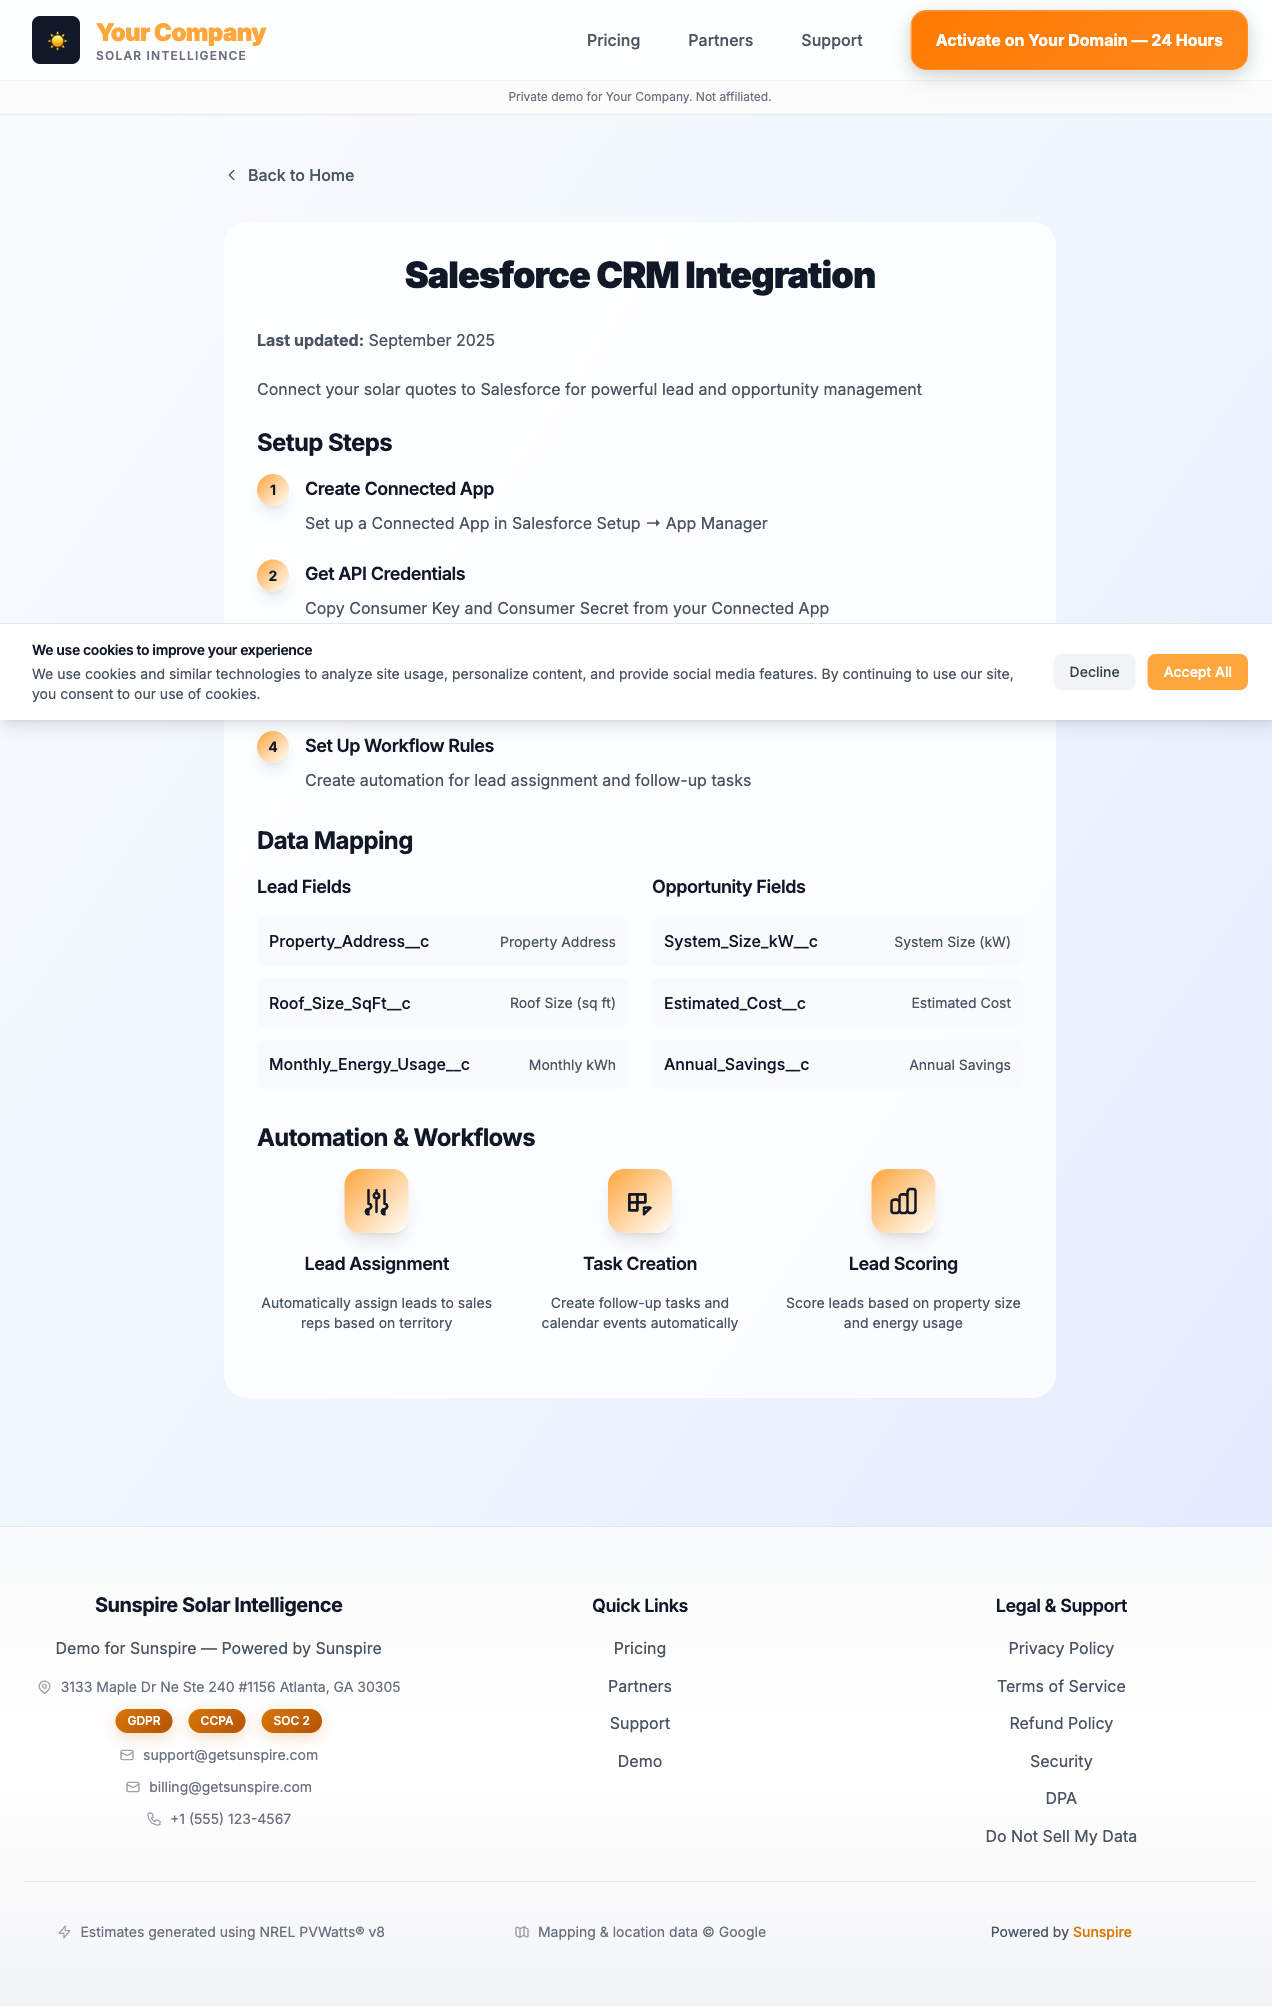 Your Company
SOLAR INTELLIGENCE
Pricing
Partners
Support
Activate on Your Domain — 24 Hours
Private demo for Your Company. Not affiliated.
Back to Home
Salesforce CRM Integration
Last updated: September 2025
Connect your solar quotes to Salesforce for powerful lead and opportunity management
Setup Steps
1
Create Connected App
Set up a Connected App in Salesforce Setup → App Manager
2
Get API Credentials
Copy Consumer Key and Consumer Secret from your Connected App
We use cookies to improve your experience
We use cookies and similar technologies to analyze site usage, personalize content, and provide social media features. By continuing to use our site,
you consent to our use of cookies.
Decline
Accept All
4
Set Up Workflow Rules
Create automation for lead assignment and follow-up tasks
Data Mapping
Lead Fields
Property_Address__c
Property Address
Roof_Size_SqFt__c
Roof Size (sq ft)
Monthly_Energy_Usage__c
Monthly kWh
Opportunity Fields
System_Size_kW__c
System Size (kW)
Estimated_Cost__c
Estimated Cost
Annual_Savings__c
Annual Savings
Automation & Workflows
Lead Assignment
Automatically assign leads to sales
reps based on territory
Task Creation
Create follow-up tasks and
calendar events automatically
Lead Scoring
Score leads based on property size
and energy usage
Sunspire Solar Intelligence
Demo for Sunspire — Powered by Sunspire
3133 Maple Dr Ne Ste 240 #1156 Atlanta, GA 30305
GDPR
CCPA
SOC 2
support@getsunspire.com
billing@getsunspire.com
+1 (555) 123-4567
Quick Links
Pricing
Partners
Support
Demo
Legal & Support
Privacy Policy
Terms of Service
Refund Policy
Security
DPA
Do Not Sell My Data
Estimates generated using NREL PVWatts® v8
Mapping & location data © Google
Powered by Sunspire